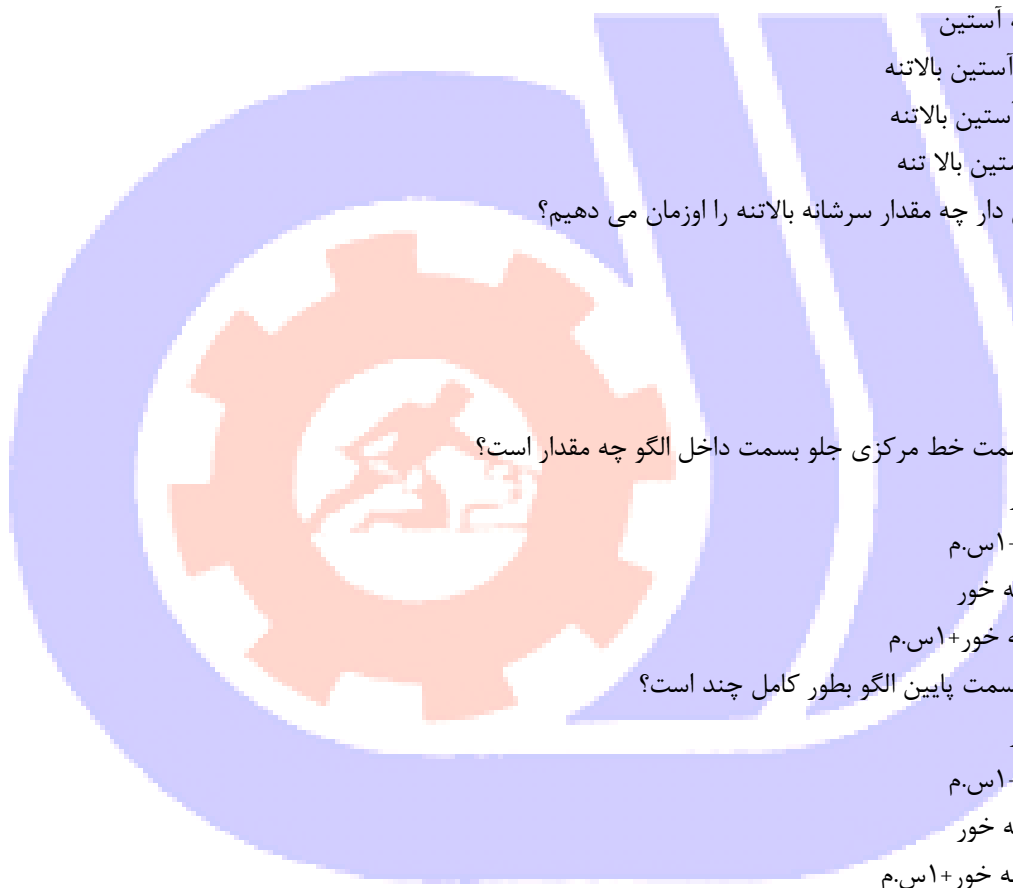 آستین
آستین بالاتنه
آستین بالاتنه
بالا تنه
دار چه مقدار سرشانه بالاتنه را اوزمان می دهیم؟
خط مرکزی جلو بسمت داخل الگو چه مقدار است؟
۱س.م
خور
خور+۱س.م
سمت پایین الگو بطور کامل چند است؟
۱س.م
خور
خور+۱س.م